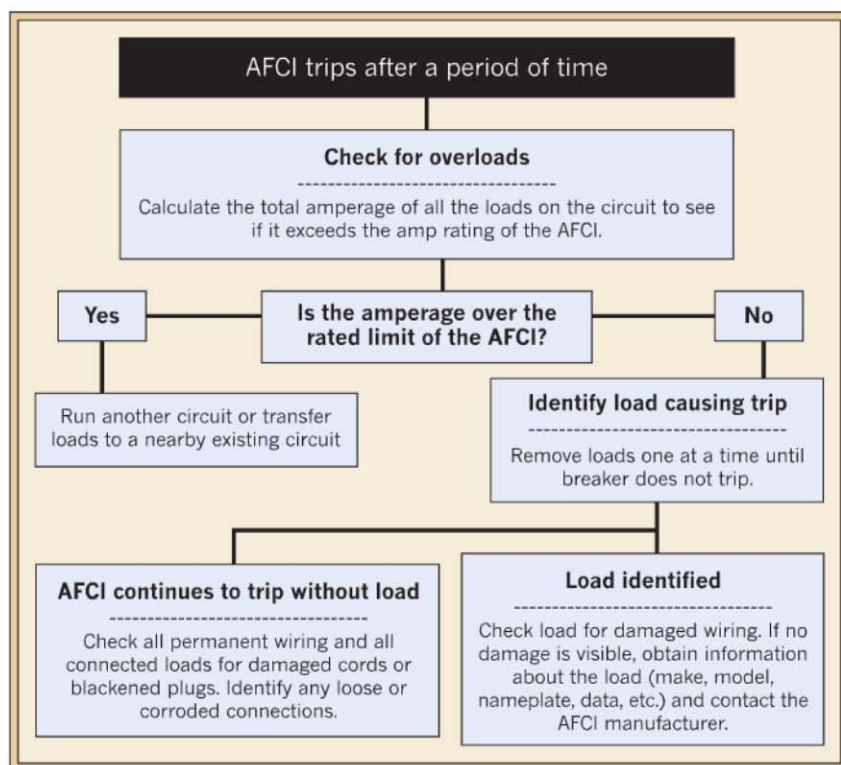 AFCI trips after a period of time
Check for overloads
Calculate the total amperage of all the loads on the circuit to see
if it exceeds the amp rating of the AFCI.
Yes
Is the amperage over the
rated limit of the AFCI?
No
Run another circuit or transfer
loads to a nearby existing circuit
Identify load causing trip
Remove loads one at a time until
breaker does not trip.
AFCI continues to trip without load
Check all permanent wiring and all
connected loads for damaged cords or
blackened plugs. Identify any loose or
corroded connections.
Load identified
Check load for damaged wiring. If no
damage is visible, obtain information
about the load (make, model,
nameplate, data, etc.) and contact the
AFCI manufacturer.